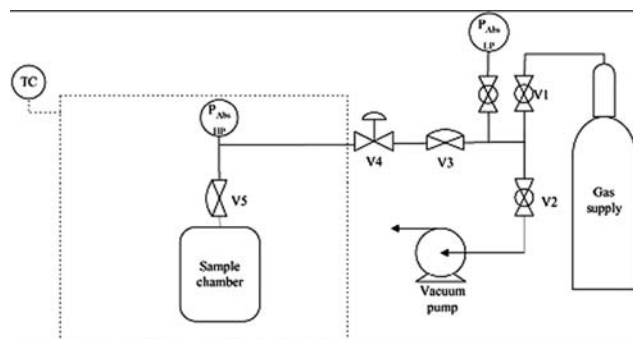 P Abs
LP
TC
V1
P Abs
HP
V4
V3
V5
V2
Gas
supply
Sample
chamber
Vacuum
pump